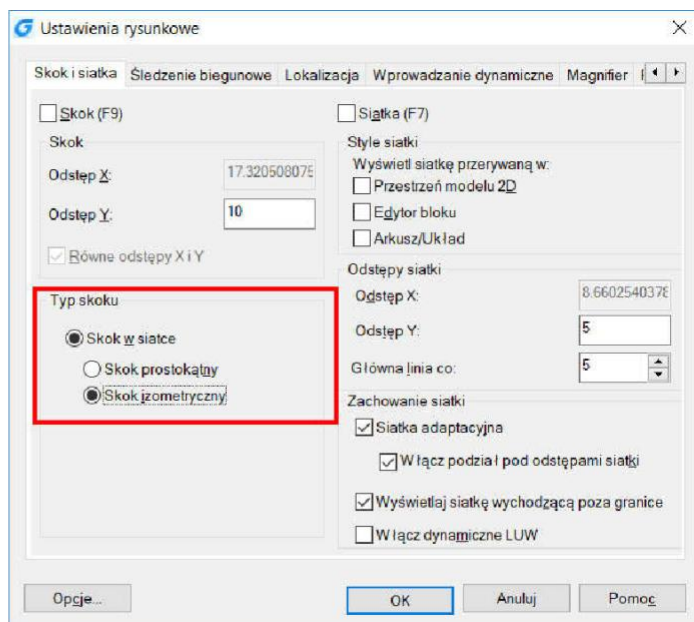 Ustawienia rysunkowe
Skok i siatka Śledzenie biegunowe Lokalizacja Wprowadzanie dynamiczne Magnifier
Skok (F9)
Skok
Odstęp X: 17.320508075
Odstęp Y: 10
Równe odstępy X i Y
Typ skoku
Skok w siatce
Skok prostokątny
Skok izometryczny
Siatka (F7)
Style siatki
Wyświetl siatkę przerywaną w:
Przestrzeń modelu 2D
Edytor bloku
Arkusz/Układ
Odstępy siatki
Odstęp X: 8.6602540378
Odstęp Y: 5
Główna linia co: 5
Zachowanie siatki
Siatka adaptacyjna
Włącz podział pod odstępami siatki
Wyświetlaj siatkę wychodzącą poza granice
Włącz dynamiczne LUW
Opcje... OK Anuluj Pomoc